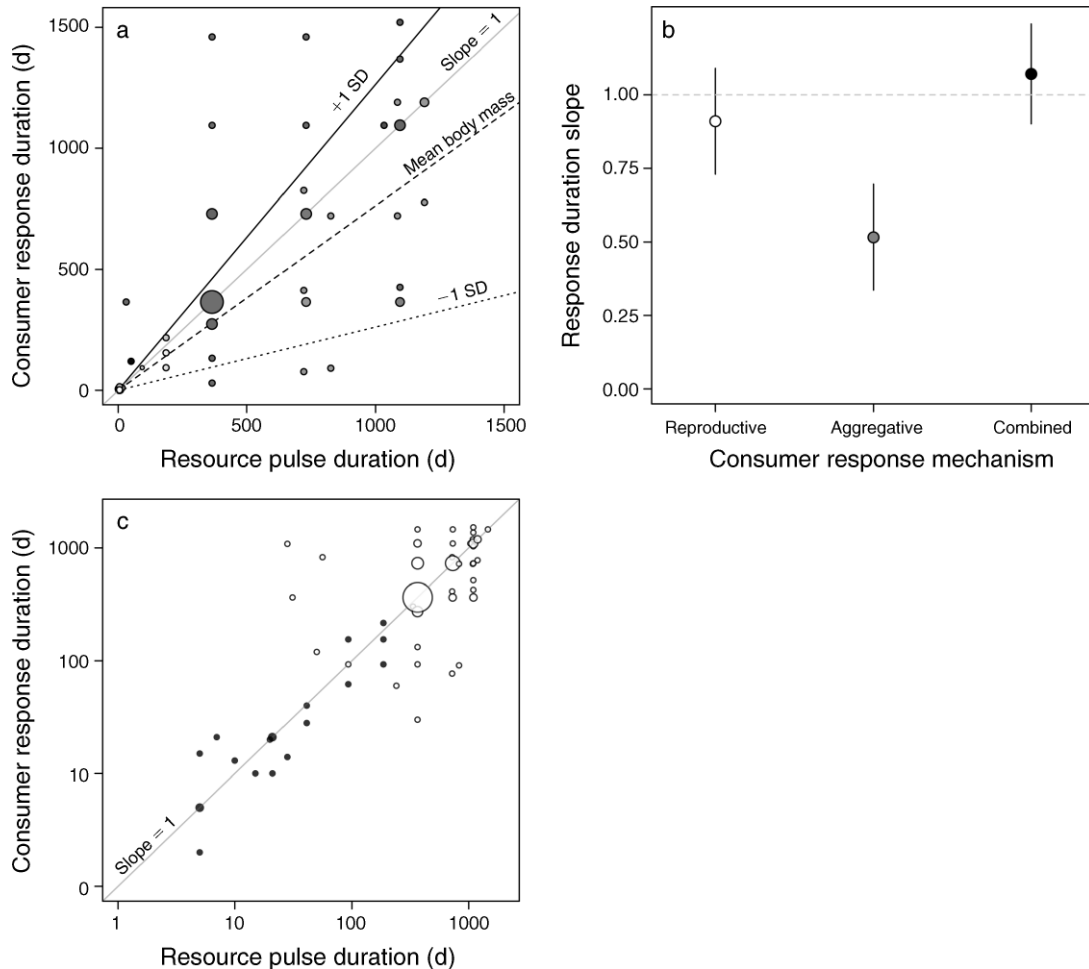 a
1500
1000
500
0
Consumer response duration (d)
+1 SD
Slope = 1
Mean body mass
−1 SD
0
500
1000
1500
Resource pulse duration (d)
b
1.00
0.75
0.50
0.25
0.00
Response duration slope
Reproductive
Aggregative
Combined
Consumer response mechanism
c
1000
100
10
0
Consumer response duration (d)
Slope = 1
1
10
100
1000
Resource pulse duration (d)